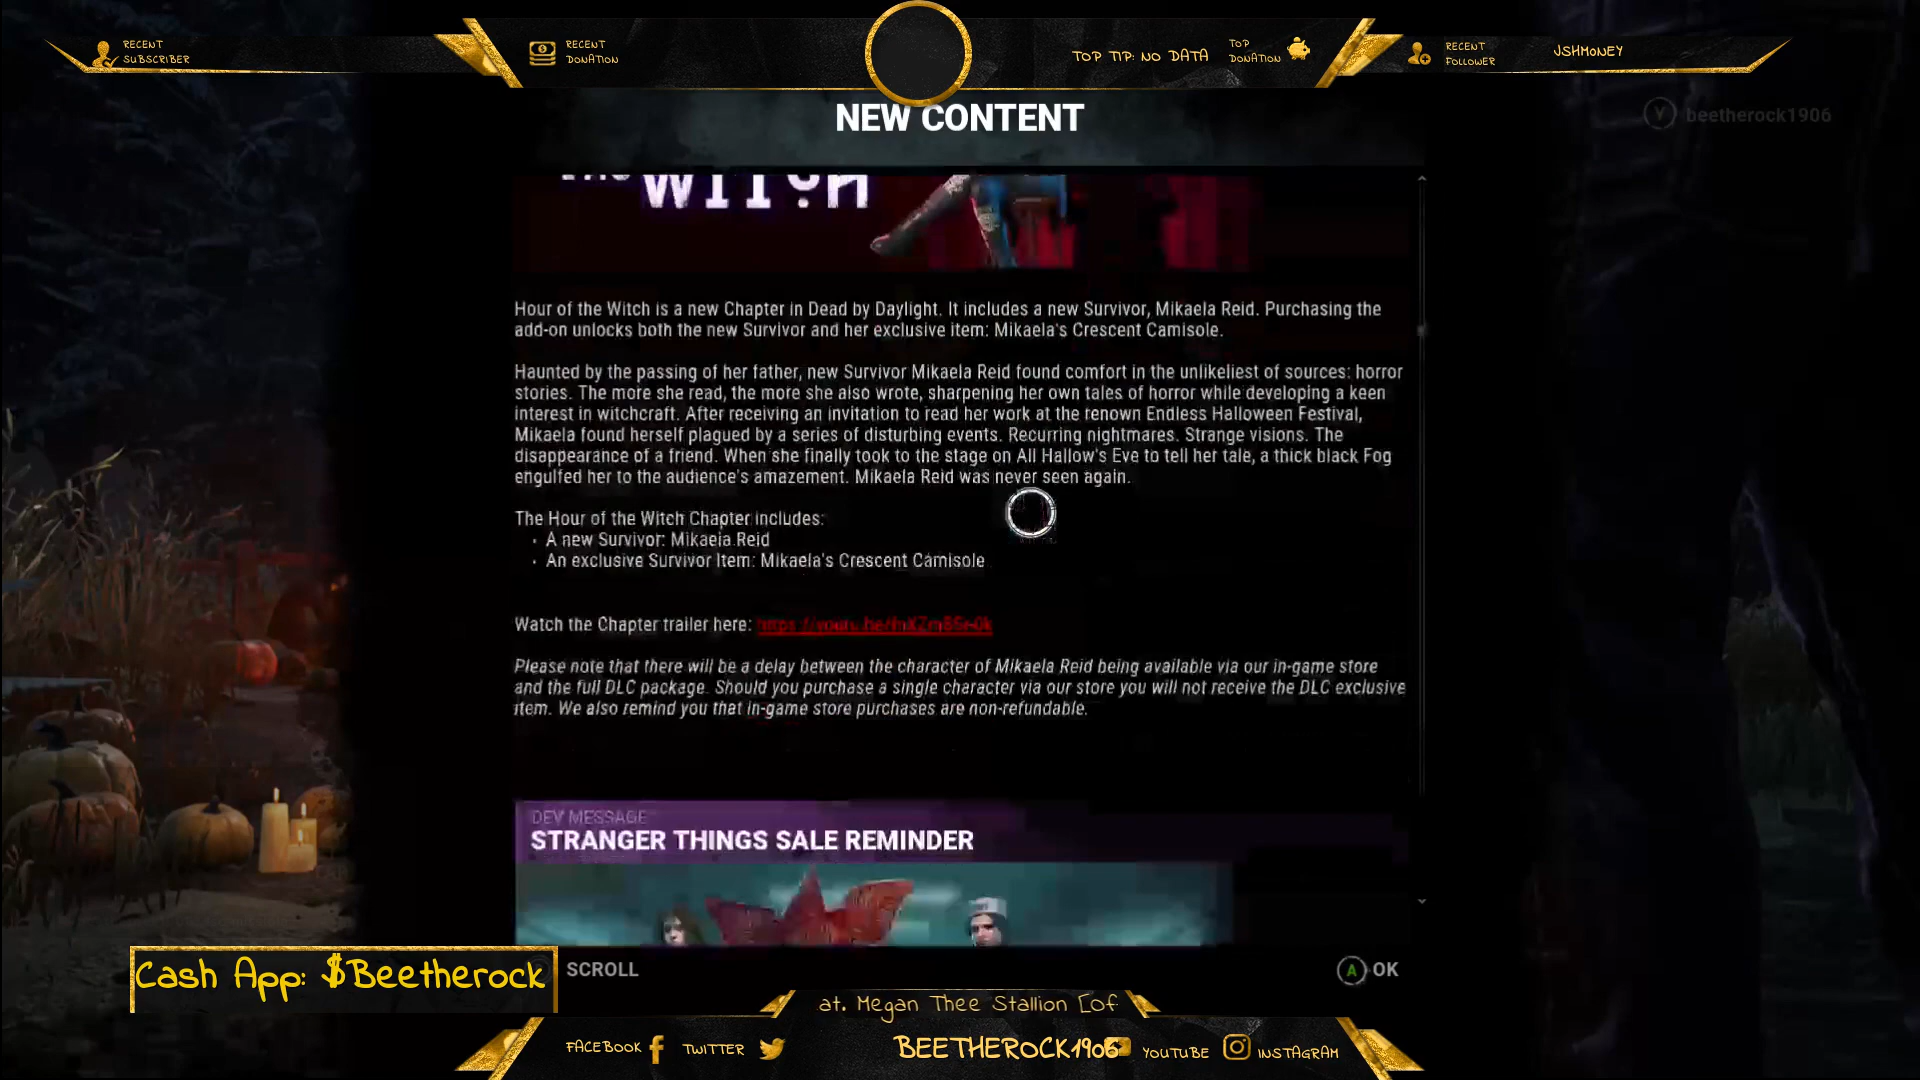 RECENT
SUBSCRIBER
RECENT
DONATION
TOP TIP: NO DATA
TOP
DONATION
RECENT
FOLLOWER
JSHMONEY
NEW CONTENT
Y beetherock1906
WITCH
Hour of the Witch is a new Chapter in Dead by Daylight. It includes a new Survivor, Mikaela Reid. Purchasing the
add-on unlocks both the new Survivor and her exclusive item: Mikaela's Crescent Camisole.
Haunted by the passing of her father, new Survivor Mikaela Reid found comfort in the unlikeliest of sources: horror
stories. The more she read, the more she also wrote, sharpening her own tales of horror while developing a keen
interest in witchcraft. After receiving an invitation to read her work at the renown Endless Halloween Festival,
Mikaela found herself plagued by a series of disturbing events. Recurring nightmares. Strange visions. The
disappearance of a friend. When she finally took to the stage on All Hallow's Eve to tell her tale, a thick black Fog
engulfed her to the audience's amazement. Mikaela Reid was never seen again.
The Hour of the Witch Chapter includes:
• A new Survivor: Mikaela Reid
• An exclusive Survivor Item: Mikaela's Crescent Camisole
Watch the Chapter trailer here:
Please note that there will be a delay between the character of Mikaela Reid being available via our in-game store
and the full DLC package. Should you purchase a single character via our store you will not receive the DLC exclusive
item. We also remind you that in-game store purchases are non-refundable.
DEV MESSAGE
STRANGER THINGS SALE REMINDER
Cash App: $Beetherock
SCROLL
A OK
at. Megan Thee Stallion [Of
FACEBOOK
TWITTER
BEETHEROCK1906
YOUTUBE
INSTAGRAM